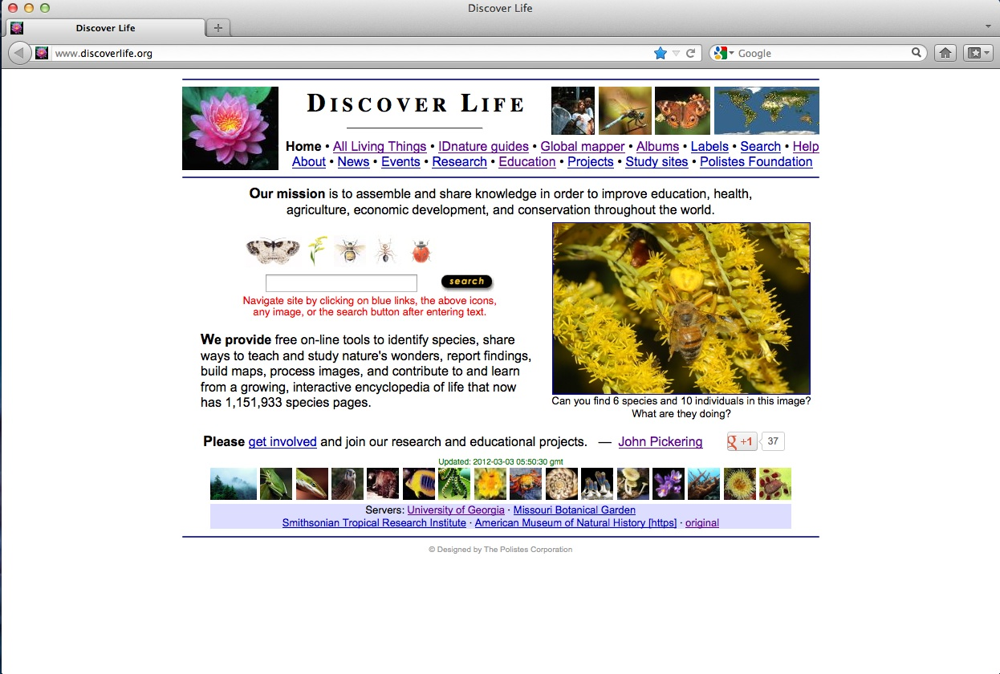 Discover Life
Discover Life
www.discoverlife.org
Google
DISCOVER LIFE
Home • All Living Things • IDnature guides • Global mapper • Albums • Labels • Search • Help
About • News • Events • Research • Education • Projects • Study sites • Polistes Foundation
Our mission is to assemble and share knowledge in order to improve education, health,
agriculture, economic development, and conservation throughout the world.
search
Navigate site by clicking on blue links, the above icons,
any image, or the search button after entering text.
We provide free on-line tools to identify species, share
ways to teach and study nature's wonders, report findings,
build maps, process images, and contribute to and learn
from a growing, interactive encyclopedia of life that now
has 1,151,933 species pages.
Can you find 6 species and 10 individuals in this image?
What are they doing?
Please get involved and join our research and educational projects. — John Pickering
g +1 37
Updated: 2012-03-03 05:50:30 gmt
Servers: University of Georgia · Missouri Botanical Garden
Smithsonian Tropical Research Institute · American Museum of Natural History [https] · original
© Designed by The Polistes Corporation